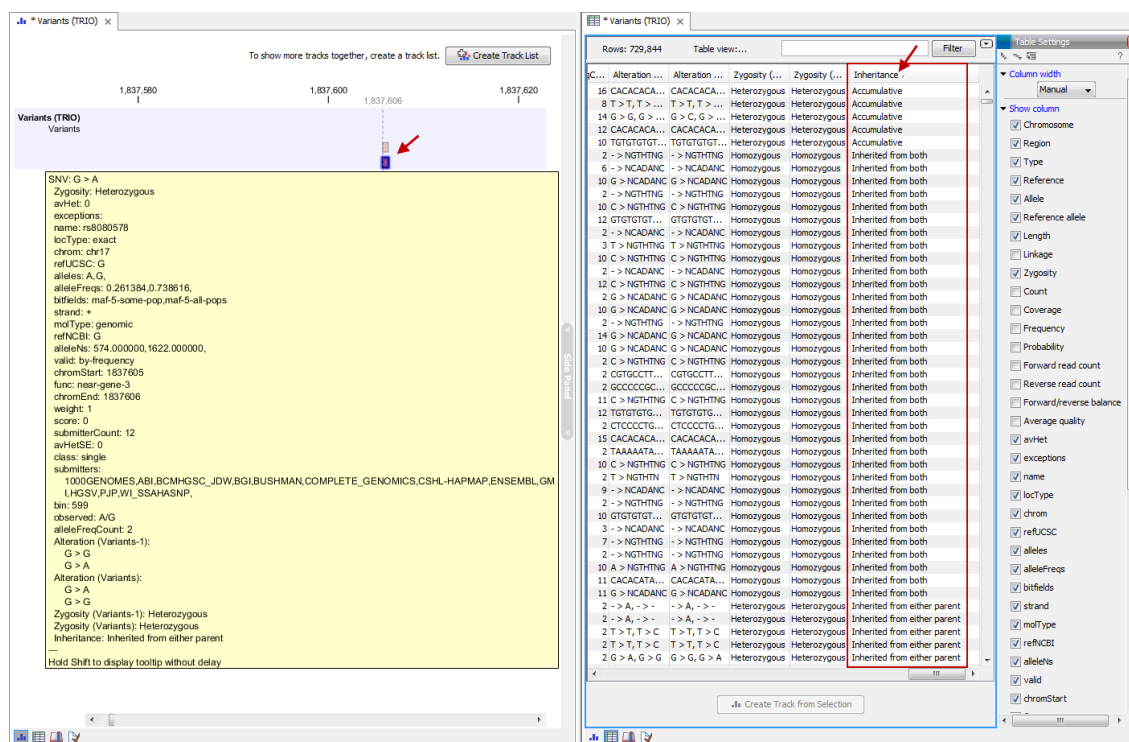 * Variants (TRIO)
To show more tracks together, create a track list. Create Track List
1,837,580 1,837,600 1,837,620
1,837,606
Variants (TRIO)
Variants
SNV: G > A
Zygosity: Heterozygous
avHet: 0
exceptions:
name: rs8080578
locType: exact
chrom: chr17
refUCSC: G
alleles: A,G,
alleleFreqs: 0.261384,0.738616,
bitfields: maf-5-some-pop,maf-5-all-pops
strand: +
molType: genomic
refNCBI: G
alleleNs: 574.000000,1622.000000,
valid: by-frequency
chromStart: 1837605
func: near-gene-3
chromEnd: 1837606
weight: 1
score: 0
submitterCount: 12
avHetSE: 0
class: single
submitters:
1000GENOMES,ABI,BCMHGSC_JDW,BGI,BUSHMAN,COMPLETE_GENOMICS,CSHL-HAPMAP,ENSEMBL,GM
I,HGSV,PJP,WI_SSAHASNP,
bin: 599
observed: A/G
alleleFreqCount: 2
Alteration (Variants-1):
G > G
G > A
Alteration (Variants):
G > A
G > G
Zygosity (Variants-1): Heterozygous
Zygosity (Variants): Heterozygous
Inheritance: Inherited from either parent
—
Hold Shift to display tooltip without delay
Side Panel
* Variants (TRIO)
Rows: 729,844 Table view:... Filter
qC... Alteration ... Alteration ... Zygosity (... Zygosity (... Inheritance
16 CACACACA... CACACACA... Heterozygous Heterozygous Accumulative
8 T > T, T > ... T > T, T > ... Heterozygous Heterozygous Accumulative
14 G > G, G > ... G > C, G > ... Heterozygous Heterozygous Accumulative
12 CACACACA... CACACACA... Heterozygous Heterozygous Accumulative
10 TGTGTGTGT... TGTGTGTGT... Heterozygous Heterozygous Accumulative
2 - > NGTHTNG - > NGTHTNG Homozygous Homozygous Inherited from both
6 - > NCADANC - > NCADANC Homozygous Homozygous Inherited from both
10 G > NCADANC G > NCADANC Homozygous Homozygous Inherited from both
2 - > NGTHTNG - > NGTHTNG Homozygous Homozygous Inherited from both
10 C > NGTHTNG C > NGTHTNG Homozygous Homozygous Inherited from both
12 GTGTGTGT... GTGTGTGT... Homozygous Homozygous Inherited from both
2 - > NCADANC - > NCADANC Homozygous Homozygous Inherited from both
3 T > NGTHTNG T > NGTHTNG Homozygous Homozygous Inherited from both
10 C > NGTHTNG C > NGTHTNG Homozygous Homozygous Inherited from both
2 - > NCADANC - > NCADANC Homozygous Homozygous Inherited from both
12 C > NGTHTNG C > NGTHTNG Homozygous Homozygous Inherited from both
2 G > NCADANC G > NCADANC Homozygous Homozygous Inherited from both
10 G > NCADANC G > NCADANC Homozygous Homozygous Inherited from both
2 - > NGTHTNG - > NGTHTNG Homozygous Homozygous Inherited from both
14 G > NCADANC G > NCADANC Homozygous Homozygous Inherited from both
10 G > NCADANC G > NCADANC Homozygous Homozygous Inherited from both
2 C > NGTHTNG C > NGTHTNG Homozygous Homozygous Inherited from both
2 CGTGCCTT... CGTGCCTT... Homozygous Homozygous Inherited from both
2 GCCCCCGC... GCCCCCGC... Homozygous Homozygous Inherited from both
11 C > NGTHTNG C > NGTHTNG Homozygous Homozygous Inherited from both
12 TGTGTGTG... TGTGTGTG... Homozygous Homozygous Inherited from both
2 CTCCCCTG... CTCCCCTG... Homozygous Homozygous Inherited from both
15 CACACACA... CACACACA... Homozygous Homozygous Inherited from both
2 TAAAAATA... TAAAAATA... Homozygous Homozygous Inherited from both
10 C > NGTHTNG C > NGTHTNG Homozygous Homozygous Inherited from both
2 T > NGTHTN T > NGTHTN Homozygous Homozygous Inherited from both
9 - > NCADANC - > NCADANC Homozygous Homozygous Inherited from both
2 - > NGTHTNG - > NGTHTNG Homozygous Homozygous Inherited from both
10 GTGTGTGT... GTGTGTGT... Homozygous Homozygous Inherited from both
3 - > NCADANC - > NCADANC Homozygous Homozygous Inherited from both
7 - > NGTHTNG - > NGTHTNG Homozygous Homozygous Inherited from both
2 - > NGTHTNG - > NGTHTNG Homozygous Homozygous Inherited from both
10 A > NGTHTNG A > NGTHTNG Homozygous Homozygous Inherited from both
11 CACACATA... CACACATA... Homozygous Homozygous Inherited from both
11 G > NCADANC G > NCADANC Homozygous Homozygous Inherited from both
2 - > A, - > - - > A, - > - Heterozygous Heterozygous Inherited from either parent
2 - > A, - > - - > A, - > - Heterozygous Heterozygous Inherited from either parent
2 T > T, T > C T > T, T > C Heterozygous Heterozygous Inherited from either parent
2 T > T, T > C T > T, T > C Heterozygous Heterozygous Inherited from either parent
2 G > A, G > G G > G, G > A Heterozygous Heterozygous Inherited from either parent
Create Track from Selection
Table Settings
?
Column width
Manual
Show column
Chromosome
Region
Type
Reference
Allele
Reference allele
Length
Linkage
Zygosity
Count
Coverage
Frequency
Probability
Forward read count
Reverse read count
Forward/reverse balance
Average quality
avHet
exceptions
name
locType
chrom
refUCSC
alleles
alleleFreqs
bitfields
strand
molType
refNCBI
alleleNs
valid
chromStart